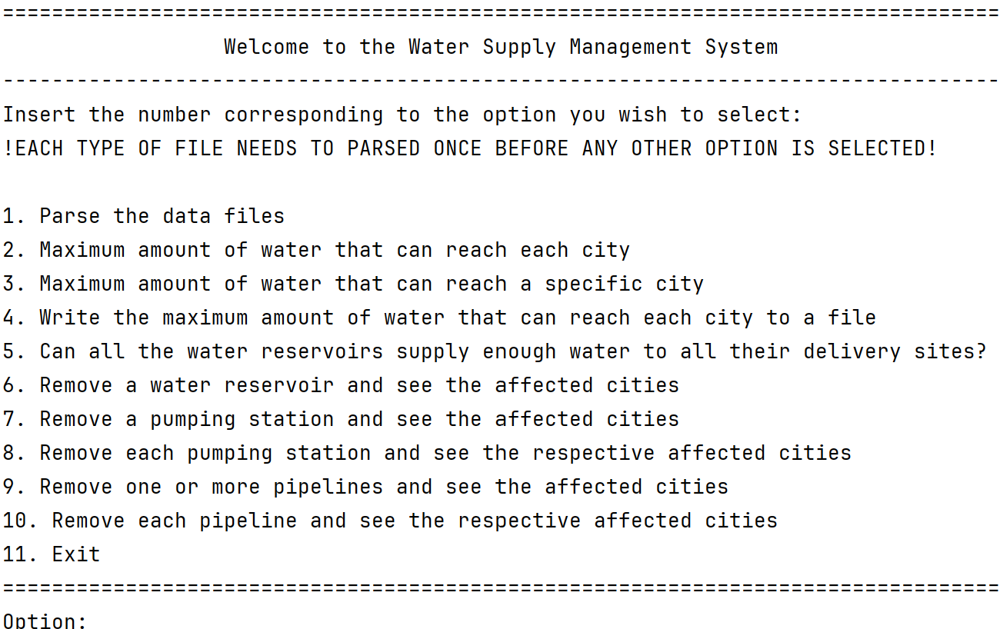 =================================================================================
Welcome to the Water Supply Management System
---------------------------------------------------------------------------------
Insert the number corresponding to the option you wish to select:
!EACH TYPE OF FILE NEEDS TO PARSED ONCE BEFORE ANY OTHER OPTION IS SELECTED!

1. Parse the data files
2. Maximum amount of water that can reach each city
3. Maximum amount of water that can reach a specific city
4. Write the maximum amount of water that can reach each city to a file
5. Can all the water reservoirs supply enough water to all their delivery sites?
6. Remove a water reservoir and see the affected cities
7. Remove a pumping station and see the affected cities
8. Remove each pumping station and see the respective affected cities
9. Remove one or more pipelines and see the affected cities
10. Remove each pipeline and see the respective affected cities
11. Exit
=================================================================================
Option: